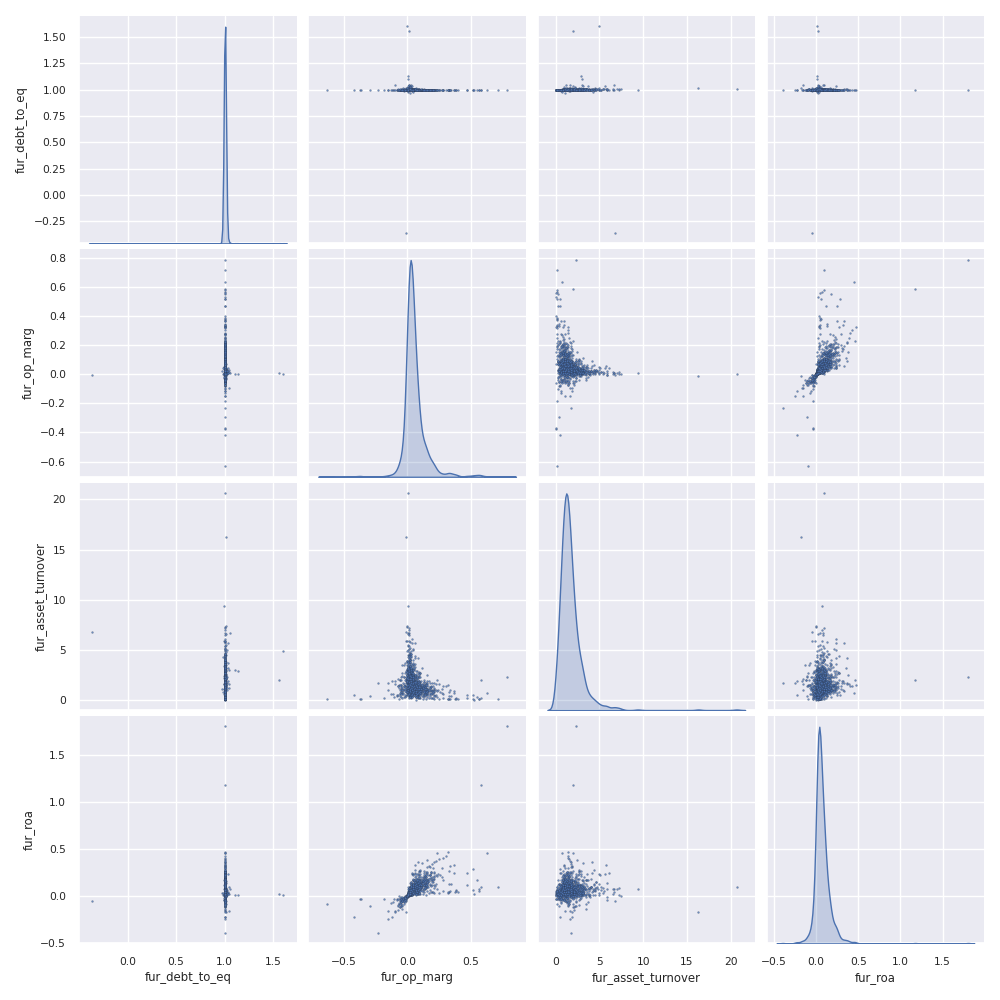 fur_debt_to_eq
1.50
1.25
1.00
0.75
0.50
0.25
0.00
−0.25
fur_op_marg
0.8
0.6
0.4
0.2
0.0
−0.2
−0.4
−0.6
fur_asset_turnover
20
15
10
5
0
fur_roa
1.5
1.0
0.5
0.0
−0.5
0.0 0.5 1.0 1.5
−0.5 0.0 0.5
0 5 10 15 20
−0.5 0.0 0.5 1.0 1.5
fur_debt_to_eq fur_op_marg fur_asset_turnover fur_roa